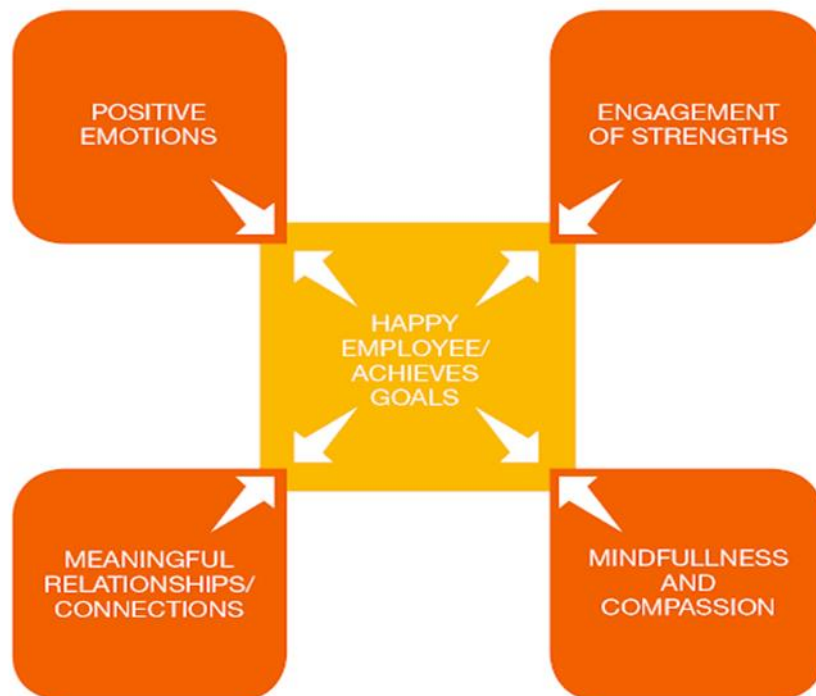 POSITIVE
EMOTIONS
ENGAGEMENT
OF STRENGTHS
HAPPY
EMPLOYEE/
ACHIEVES
GOALS
MEANINGFUL
RELATIONSHIPS/
CONNECTIONS
MINDFULLNESS
AND
COMPASSION